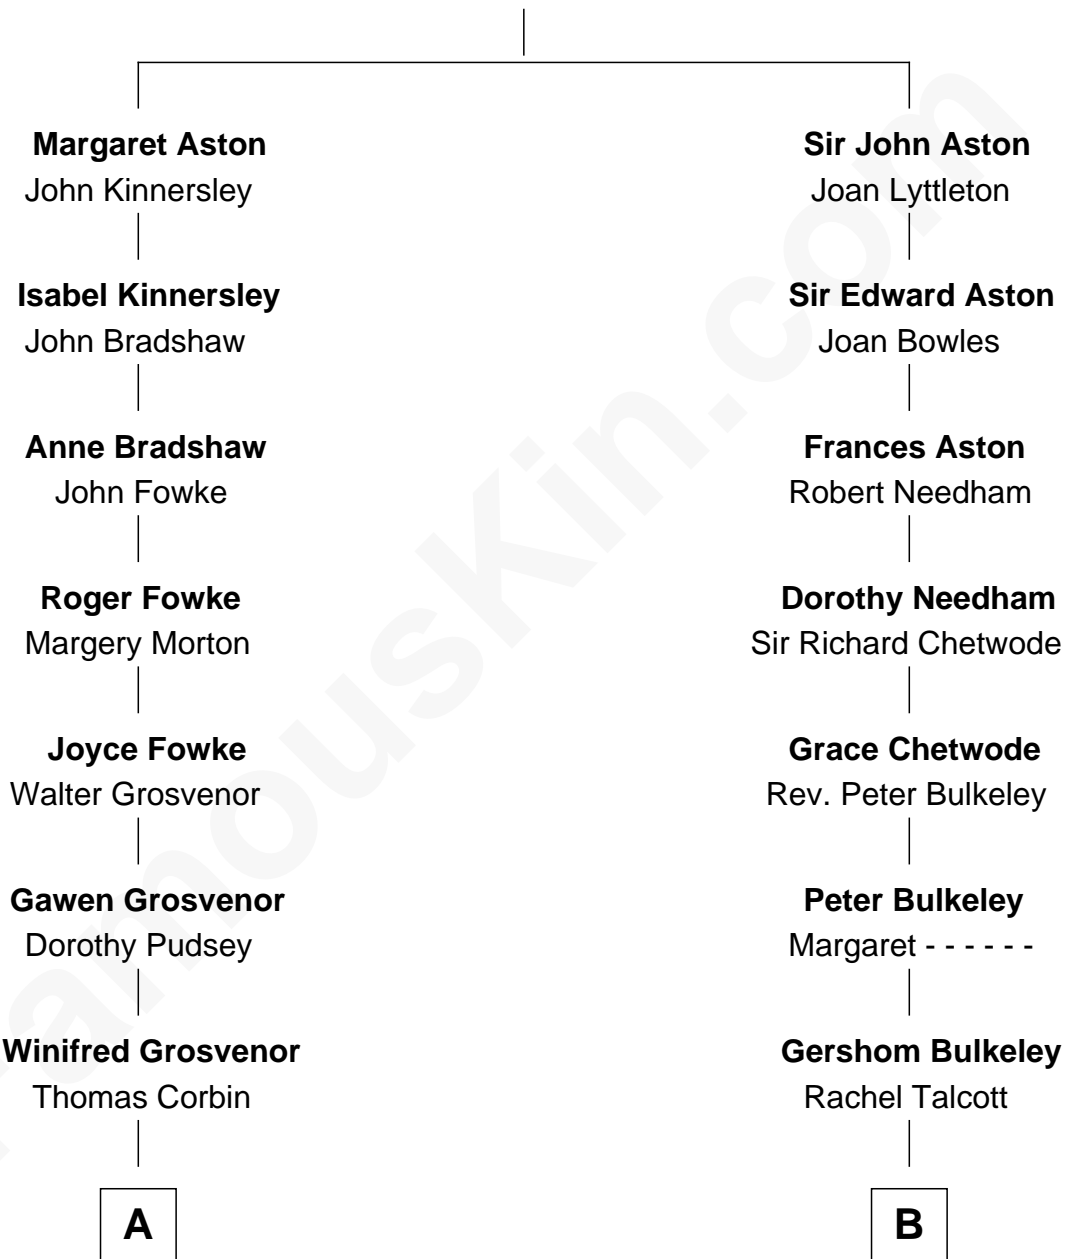 Margaret Aston
John Kinnersley
Isabel Kinnersley
John Bradshaw
Anne Bradshaw
John Fowke
Roger Fowke
Margery Morton
Joyce Fowke
Walter Grosvenor
Gawen Grosvenor
Dorothy Pudsey
Winifred Grosvenor
Thomas Corbin
A
Sir John Aston
Joan Lyttleton
Sir Edward Aston
Joan Bowles
Frances Aston
Robert Needham
Dorothy Needham
Sir Richard Chetwode
Grace Chetwode
Rev. Peter Bulkeley
Peter Bulkeley
Margaret - - - - - -
Gershom Bulkeley
Rachel Talcott
B
FamousKin.com